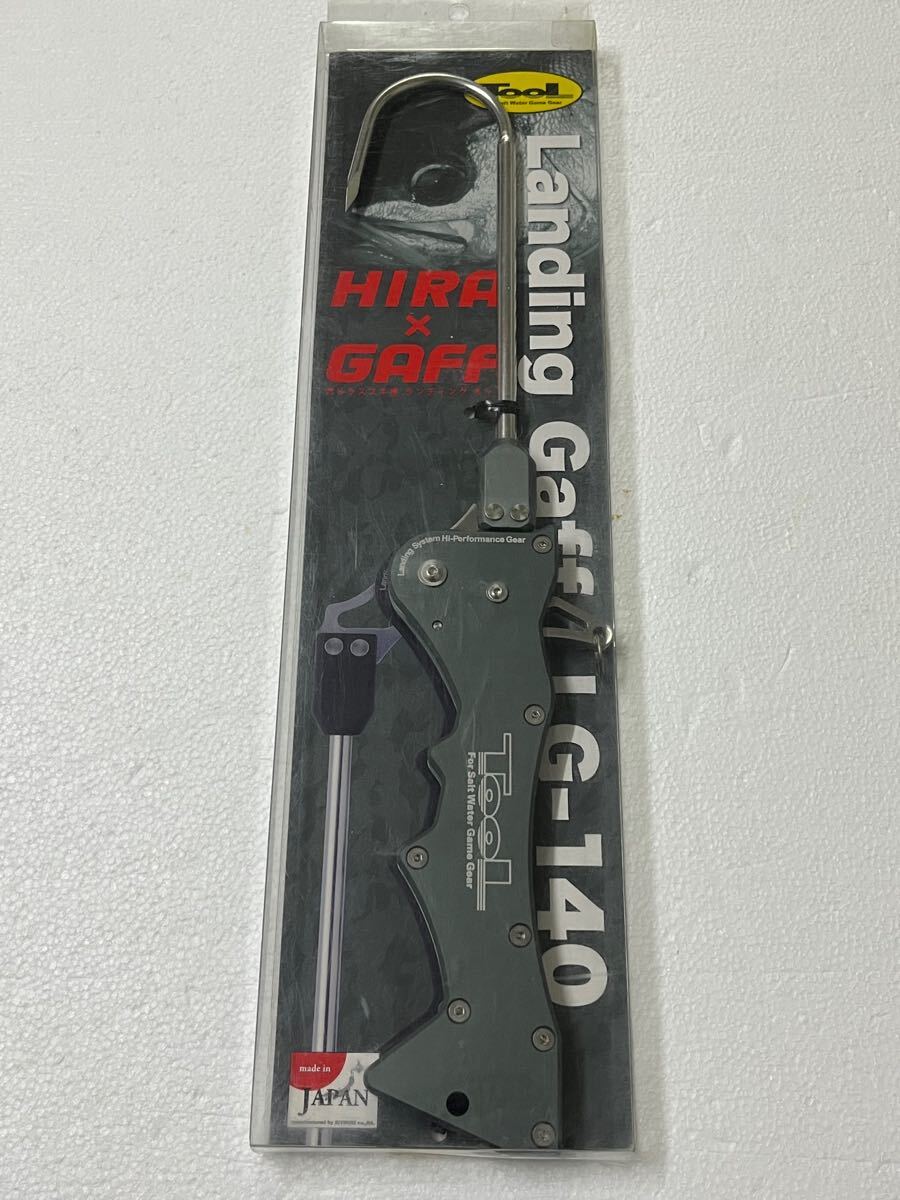 TOOL
Salt Water Game Gear
Landing Gaff/LG-140
HIRA
×
GAFF
Landing System Hi-Performance Gear
TOOL
For Salt Water Game Gear
made in
JAPAN